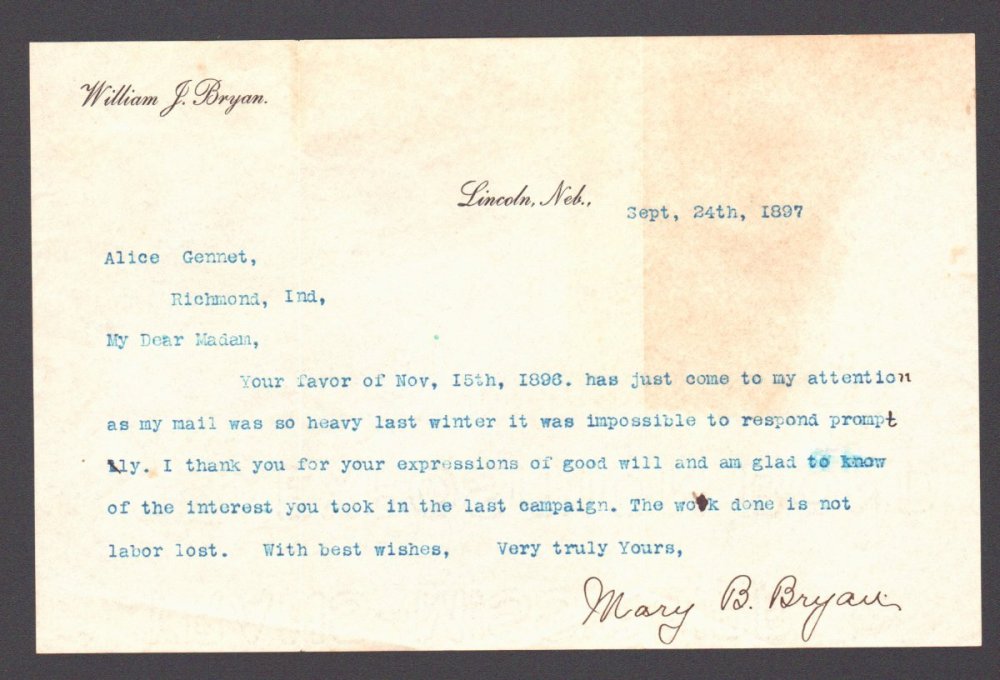 William J. Bryan.
Lincoln, Neb., Sept, 24th, 1897
Alice Gennet,
Richmond, Ind,
My Dear Madam,
Your favor of Nov, 15th, 1896. has just come to my attention
as my mail was so heavy last winter it was impossible to respond prompt
ly. I thank you for your expressions of good will and am glad to know
of the interest you took in the last campaign. The work done is not
labor lost. With best wishes, Very truly Yours,
Mary B. Bryan